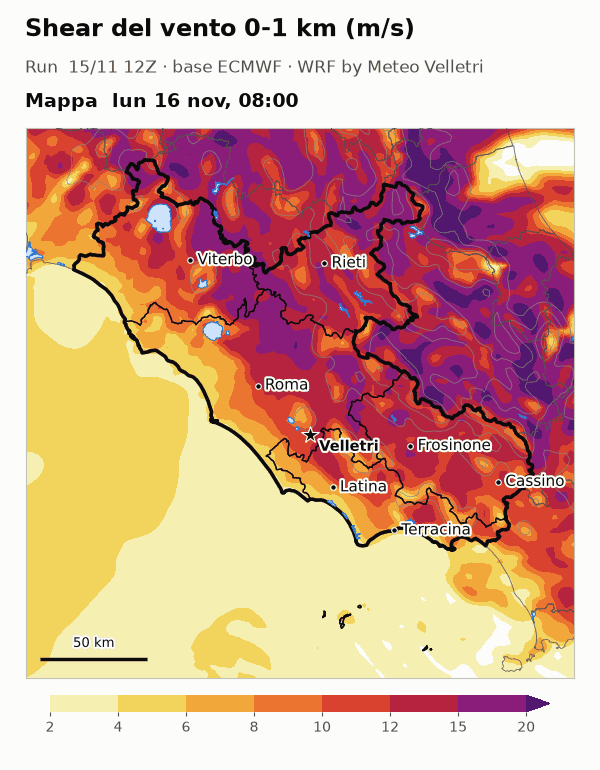 Shear del vento 0-1 km (m/s)
Run  15/11 12Z · base ECMWF · WRF by Meteo Velletri
Mappa  lun 16 nov, 08:00
Viterbo
Rieti
Roma
Velletri
Frosinone
Latina
Cassino
Terracina
50 km
2 4 6 8 10 12 15 20